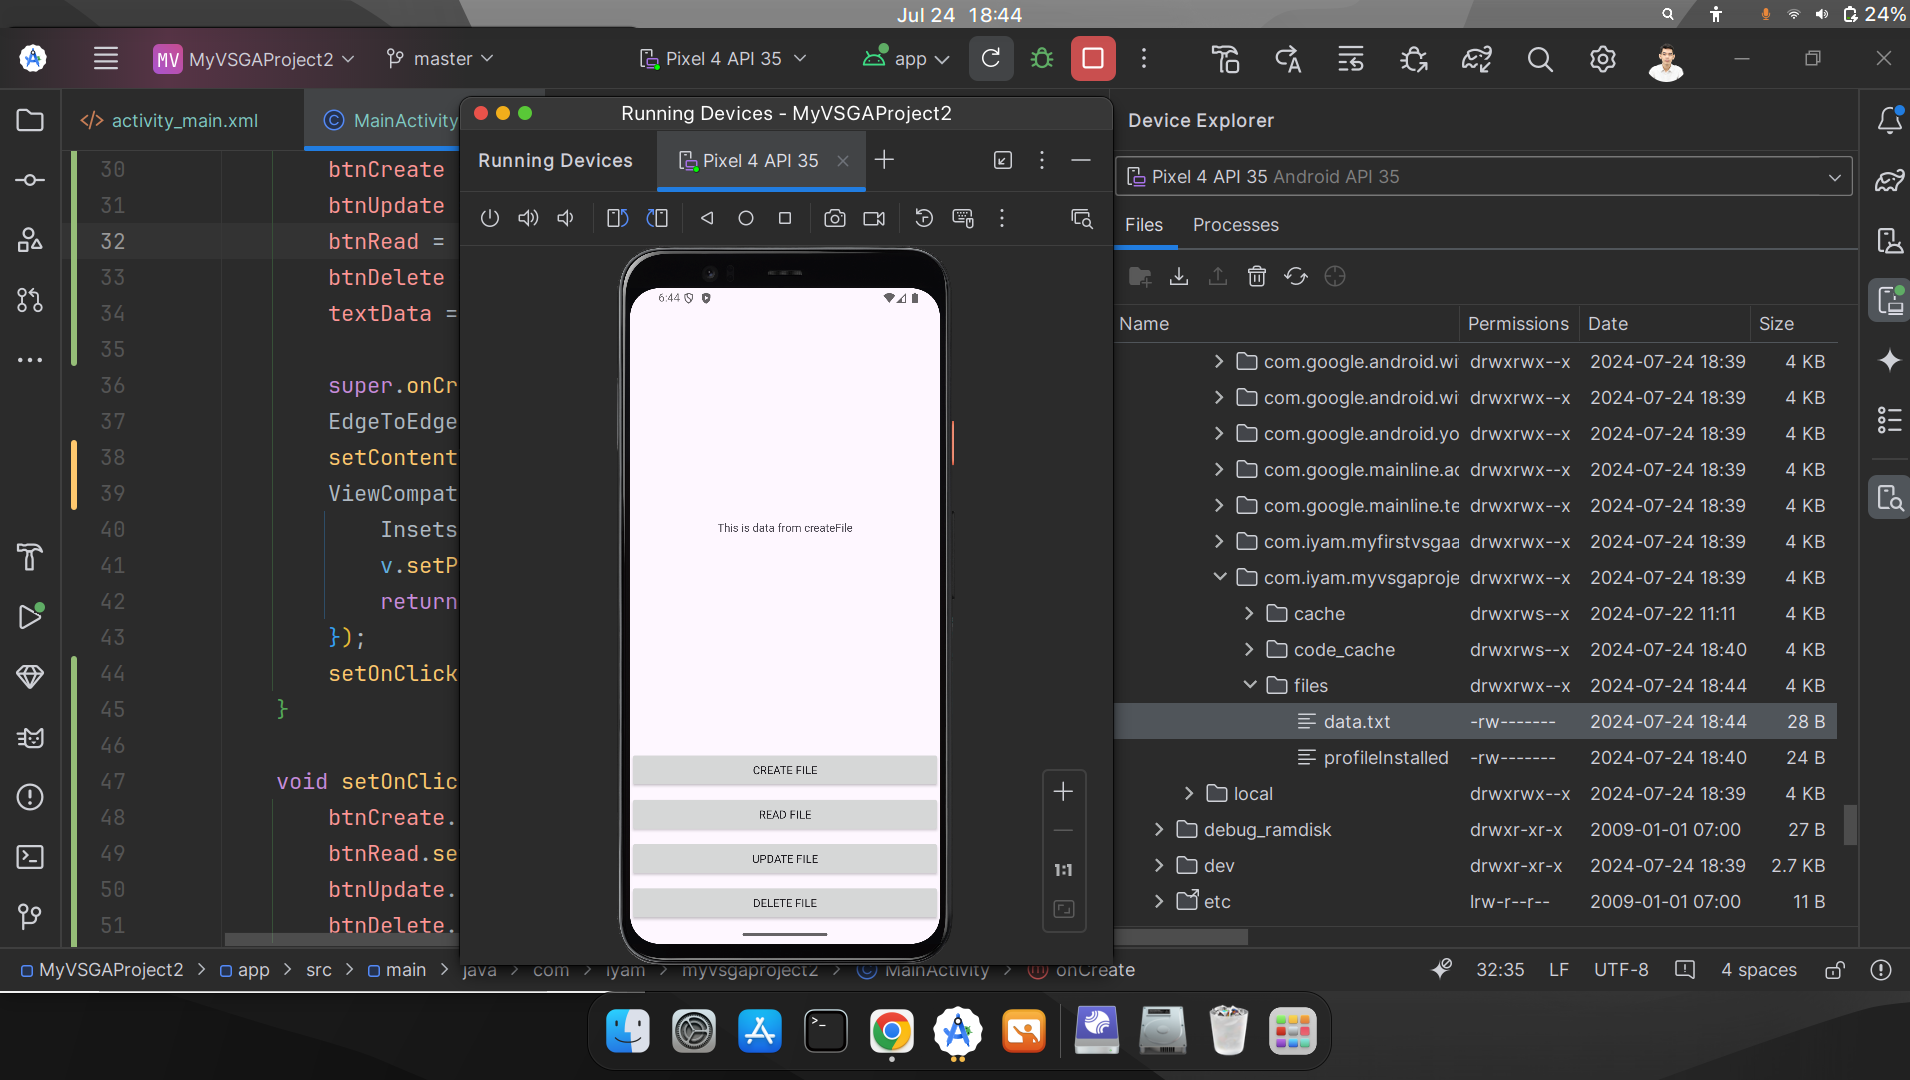 Jul 24 18:44
24%
MV MyVSGAProject2
master
Pixel 4 API 35
app
activity_main.xml
MainActivity
30 btnCreate
31 btnUpdate
32 btnRead =
33 btnDelete
34 textData =
35
36 super.onCr
37 EdgeToEdge
38 setContent
39 ViewCompat
40 Insets
41 v.setP
42 return
43 });
44 setOnClick
45 }
46
47 void setOnClic
48 btnCreate.
49 btnRead.se
50 btnUpdate.
51 btnDelete.
Running Devices - MyVSGAProject2
Running Devices
Pixel 4 API 35
6:44
This is data from createFile
CREATE FILE
READ FILE
UPDATE FILE
DELETE FILE
1:1
Device Explorer
Pixel 4 API 35 Android API 35
Files Processes
Name Permissions Date Size
com.google.android.wi drwxrwx--x 2024-07-24 18:39 4 KB
com.google.android.wi drwxrwx--x 2024-07-24 18:39 4 KB
com.google.android.yo drwxrwx--x 2024-07-24 18:39 4 KB
com.google.mainline.ac drwxrwx--x 2024-07-24 18:39 4 KB
com.google.mainline.te drwxrwx--x 2024-07-24 18:39 4 KB
com.iyam.myfirstvsgaa drwxrwx--x 2024-07-24 18:39 4 KB
com.iyam.myvsgaproje drwxrwx--x 2024-07-24 18:39 4 KB
cache drwxrws--x 2024-07-22 11:11 4 KB
code_cache drwxrws--x 2024-07-24 18:40 4 KB
files drwxrwx--x 2024-07-24 18:44 4 KB
data.txt -rw------- 2024-07-24 18:44 28 B
profileInstalled -rw------- 2024-07-24 18:40 24 B
local drwxrwx--x 2024-07-24 18:39 4 KB
debug_ramdisk drwxr-xr-x 2009-01-01 07:00 27 B
dev drwxr-xr-x 2024-07-24 18:39 2.7 KB
etc lrw-r--r-- 2009-01-01 07:00 11 B
MyVSGAProject2 > app > src > main > java > com > iyam > myvsgaproject2 > MainActivity > onCreate
32:35 LF UTF-8 4 spaces